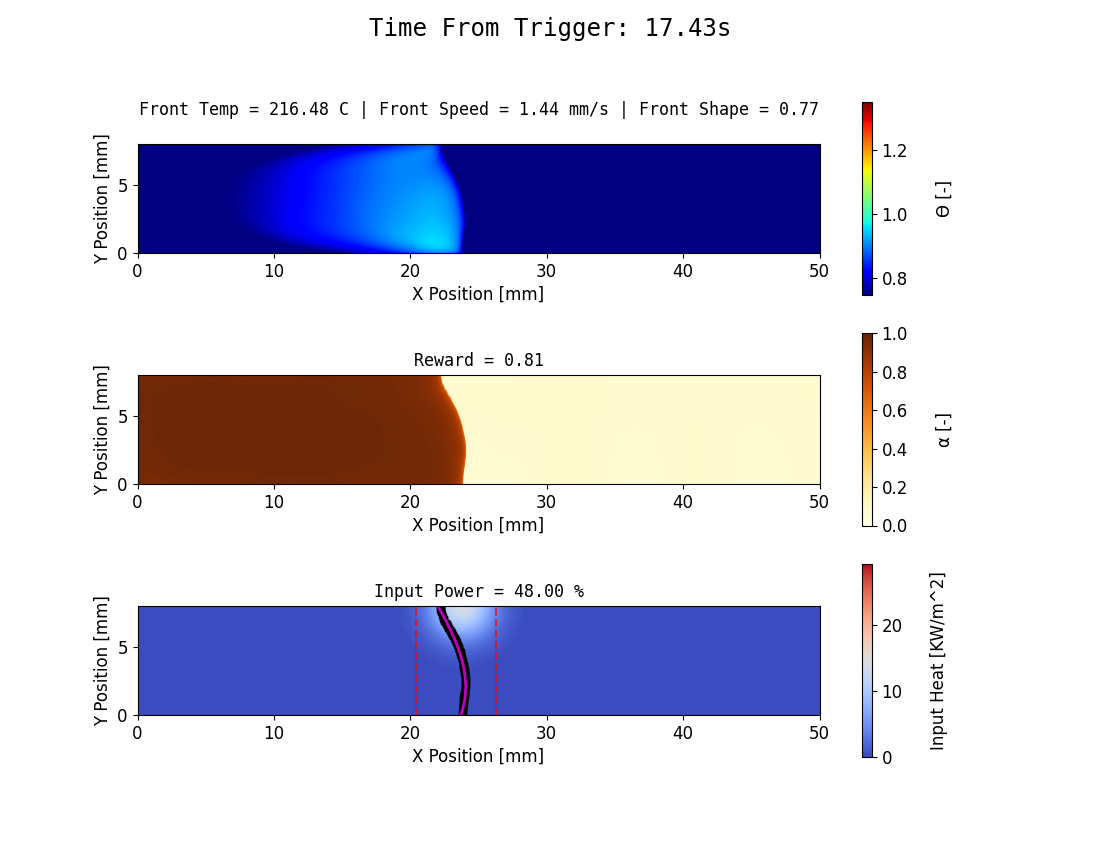 Time From Trigger: 17.43s
Front Temp = 216.48 C | Front Speed = 1.44 mm/s | Front Shape = 0.77
Y Position [mm]
5
0
0 10 20 30 40 50
X Position [mm]
1.2
1.0
0.8
Θ [-]
Reward = 0.81
Y Position [mm]
5
0
0 10 20 30 40 50
X Position [mm]
1.0
0.8
0.6
0.4
0.2
0.0
α [-]
Input Power = 48.00 %
Y Position [mm]
5
0
0 10 20 30 40 50
X Position [mm]
20
10
0
Input Heat [KW/m^2]